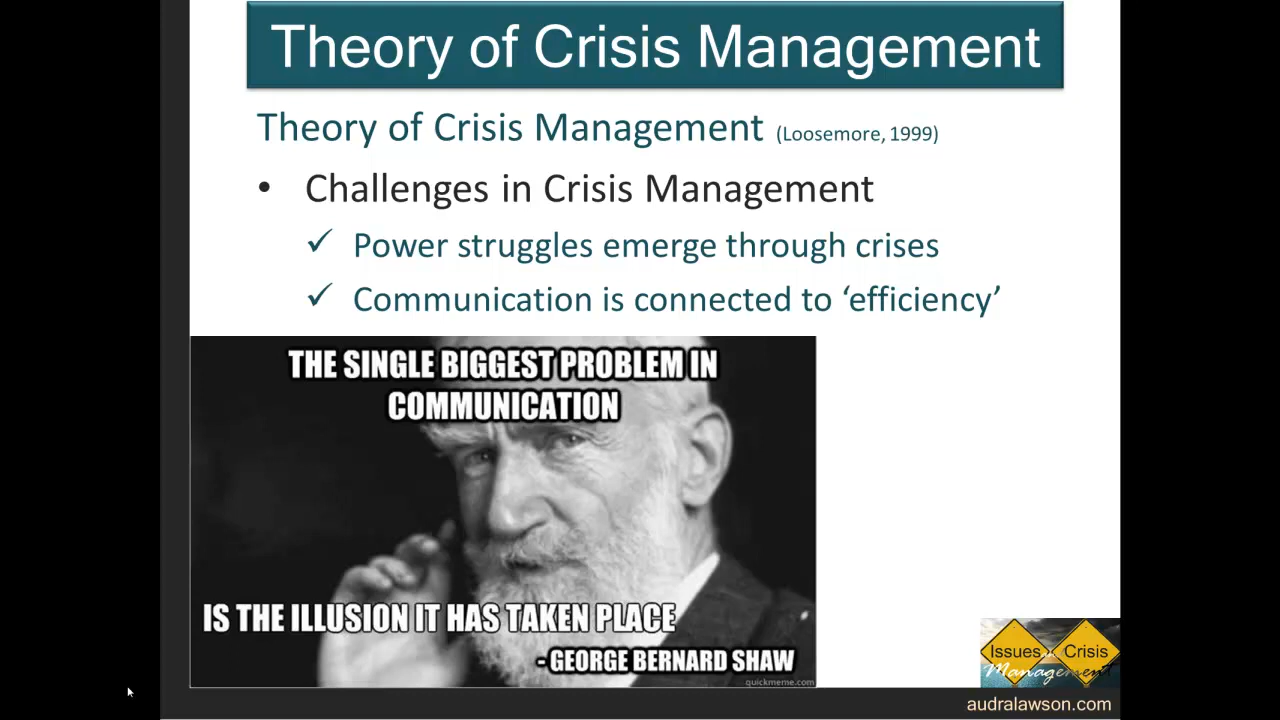 Theory of Crisis Management
Theory of Crisis Management (Loosemore, 1999)
• Challenges in Crisis Management
✓ Power struggles emerge through crises
✓ Communication is connected to ‘efficiency’
THE SINGLE BIGGEST PROBLEM IN
COMMUNICATION
IS THE ILLUSION IT HAS TAKEN PLACE
- GEORGE BERNARD SHAW
quickmeme.com
Issues in Crisis
Management
audralawson.com